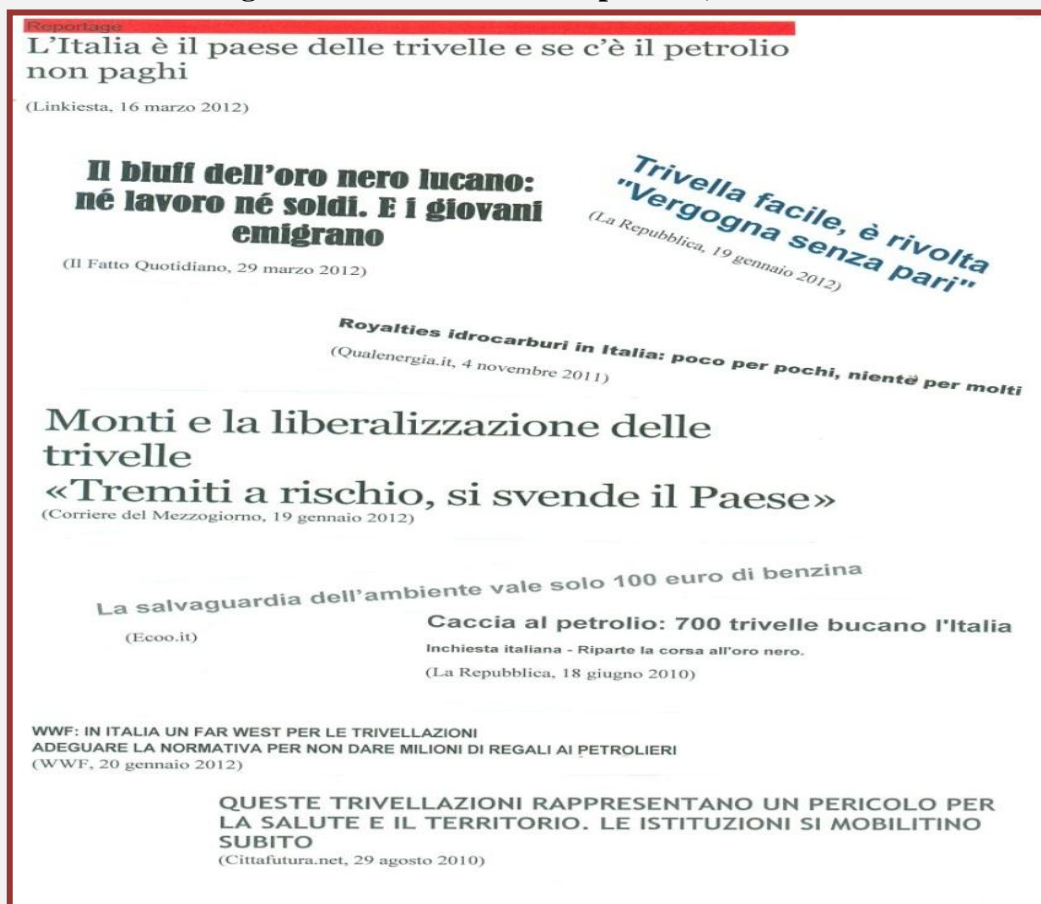 Reportage
L'Italia è il paese delle trivelle e se c'è il petrolio
non paghi
(Linkiesta, 16 marzo 2012)
Il bluff dell'oro nero lucano:
né lavoro né soldi. E i giovani
emigrano
(Il Fatto Quotidiano, 29 marzo 2012)
Trivella facile, è rivolta
"Vergogna senza pari"
(La Repubblica, 19 gennaio 2012)
Royalties idrocarburi in Italia: poco per pochi, niente per molti
(Qualenergia.it, 4 novembre 2011)
Monti e la liberalizzazione delle
trivelle
«Tremiti a rischio, si svende il Paese»
(Corriere del Mezzogiorno, 19 gennaio 2012)
La salvaguardia dell'ambiente vale solo 100 euro di benzina
(Ecoo.it)
Caccia al petrolio: 700 trivelle bucano l'Italia
Inchiesta italiana - Riparte la corsa all'oro nero.
(La Repubblica, 18 giugno 2010)
WWF: IN ITALIA UN FAR WEST PER LE TRIVELLAZIONI
ADEGUARE LA NORMATIVA PER NON DARE MILIONI DI REGALI AI PETROLIERI
(WWF, 20 gennaio 2012)
QUESTE TRIVELLAZIONI RAPPRESENTANO UN PERICOLO PER
LA SALUTE E IL TERRITORIO. LE ISTITUZIONI SI MOBILITINO
SUBITO
(Cittafutura.net, 29 agosto 2010)